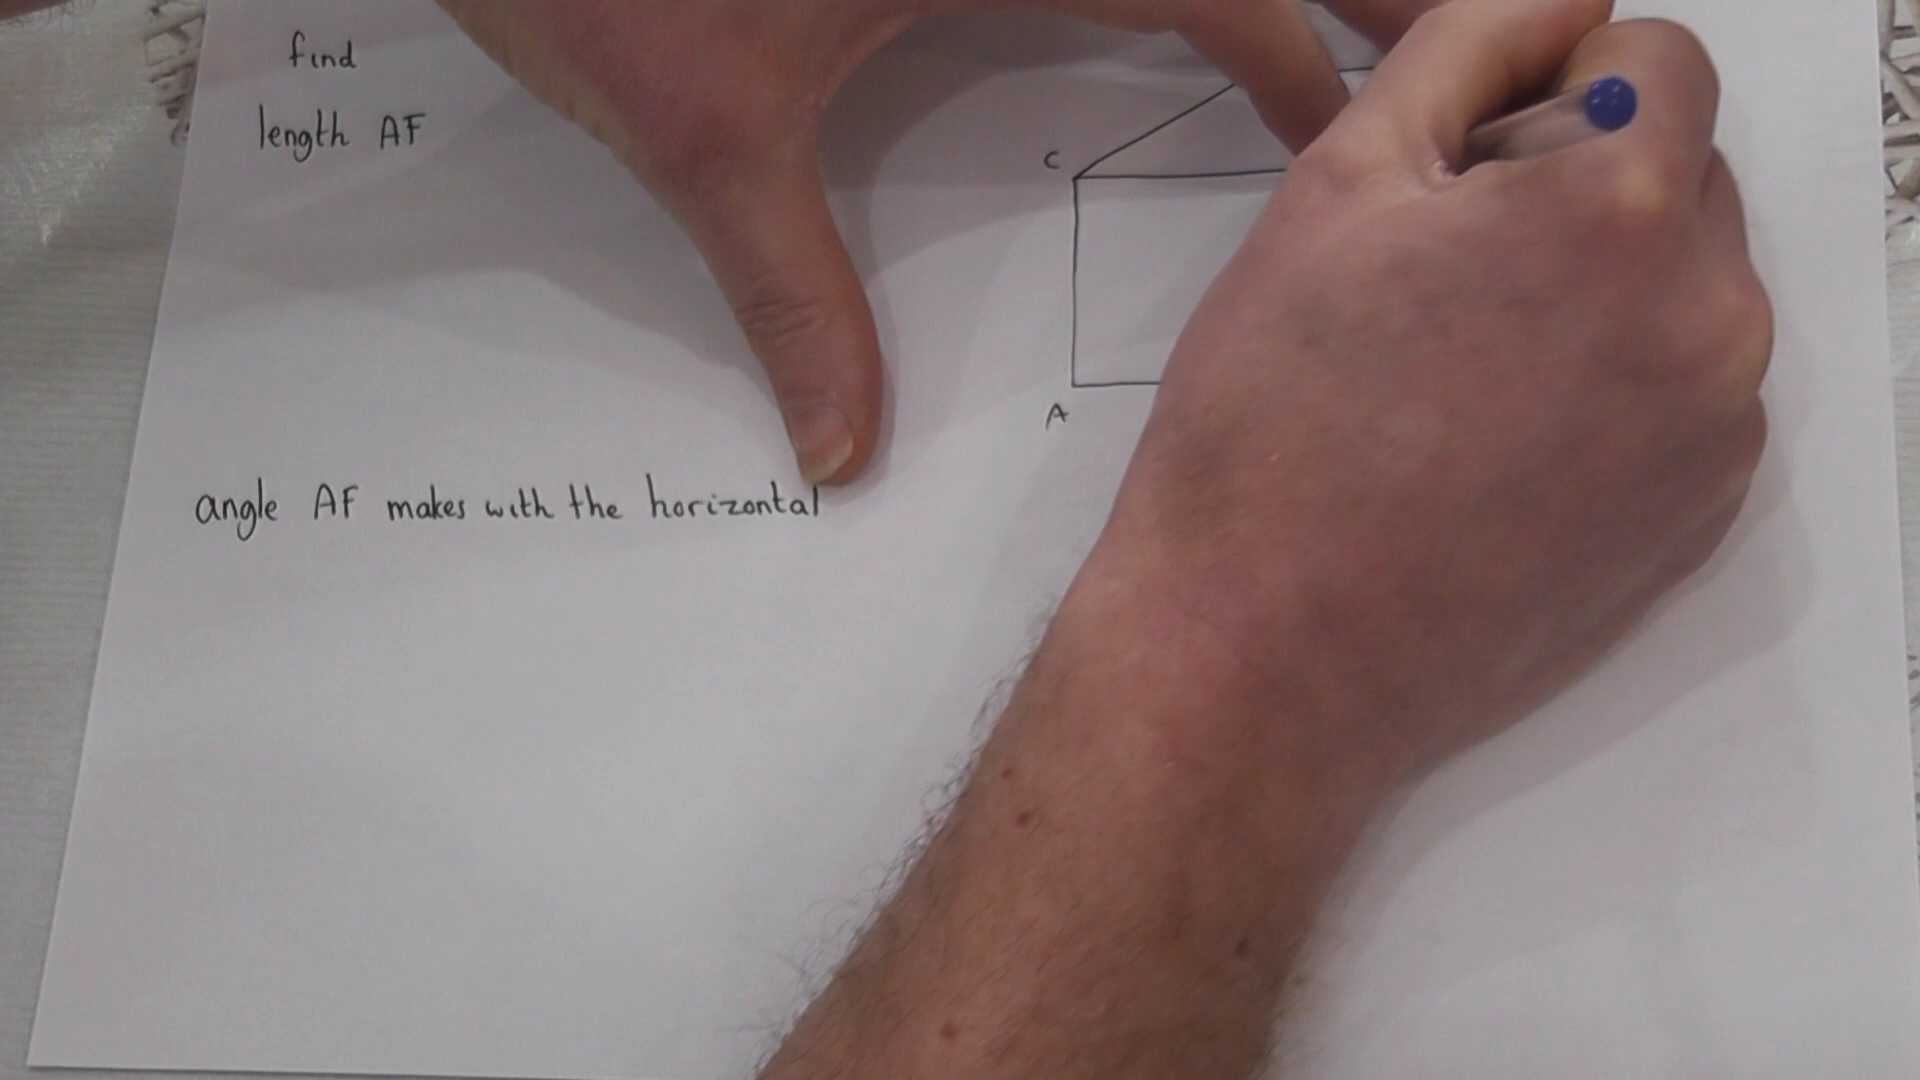 find
length AF
C
A
angle AF makes with the horizontal